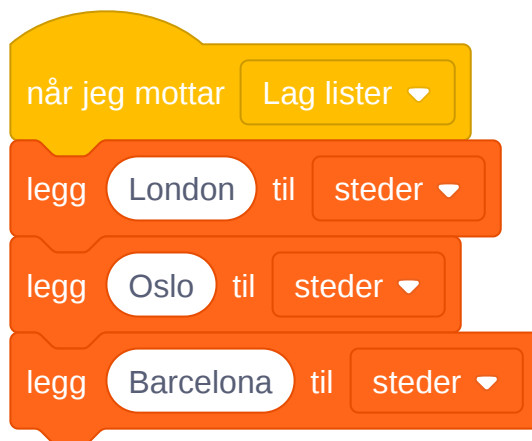 når jeg mottar Lag lister
legg London til steder
legg Oslo til steder
legg Barcelona til steder